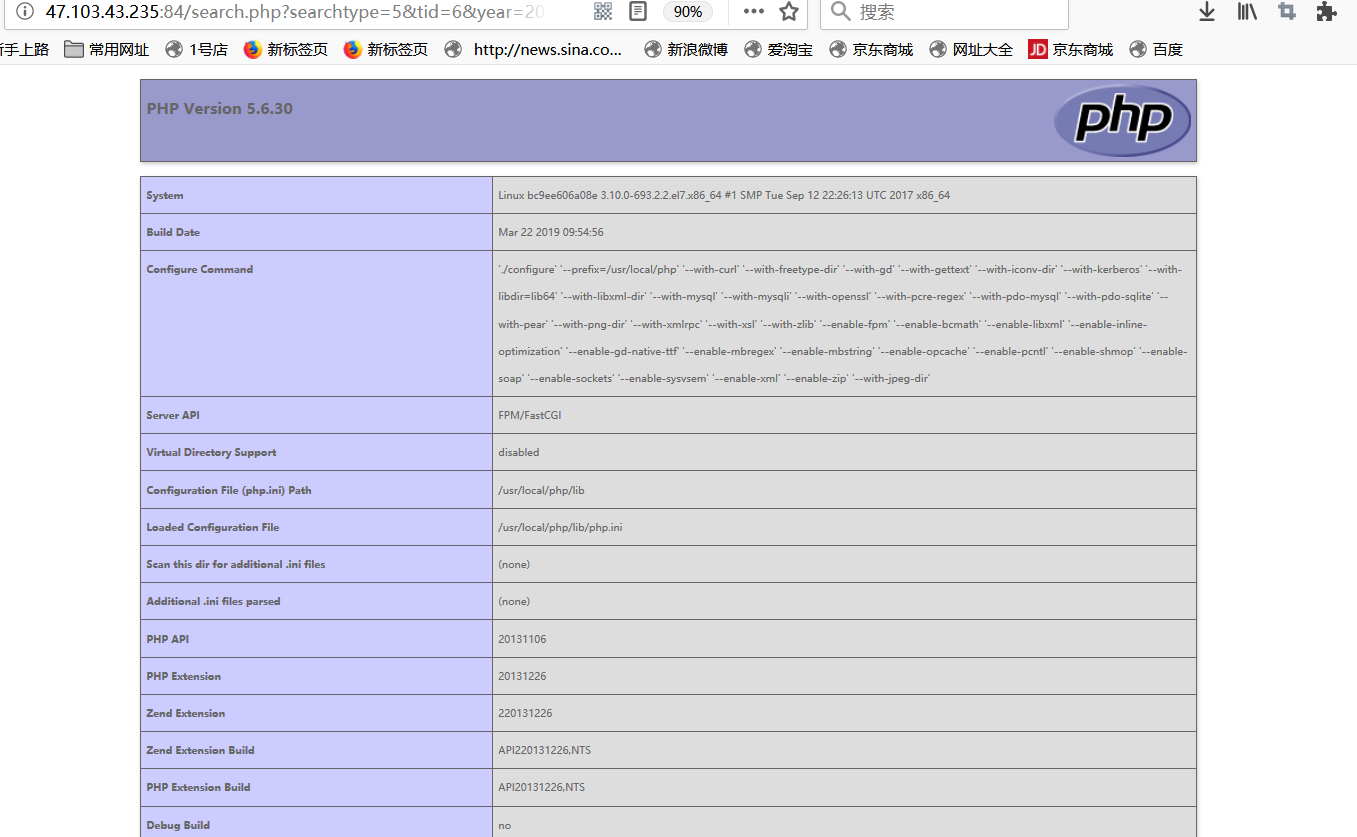 47.103.43.235:84/search.php?searchtype=5&tid=6&year=20
90%
搜索
手上路 常用网址 1号店 新标签页 新标签页 http://news.sina.co... 新浪微博 爱淘宝 京东商城 网址大全 JD 京东商城 百度
PHP Version 5.6.30
php
System Linux bc9ee606a08e 3.10.0-693.2.2.el7.x86_64 #1 SMP Tue Sep 12 22:26:13 UTC 2017 x86_64
Build Date Mar 22 2019 09:54:56
Configure Command './configure' '--prefix=/usr/local/php' '--with-curl' '--with-freetype-dir' '--with-gd' '--with-gettext' '--with-iconv-dir' '--with-kerberos' '--with-
libdir=lib64' '--with-libxml-dir' '--with-mysql' '--with-mysqli' '--with-openssl' '--with-pcre-regex' '--with-pdo-mysql' '--with-pdo-sqlite' '--
with-pear' '--with-png-dir' '--with-xmlrpc' '--with-xsl' '--with-zlib' '--enable-fpm' '--enable-bcmath' '--enable-libxml' '--enable-inline-
optimization' '--enable-gd-native-ttf' '--enable-mbregex' '--enable-mbstring' '--enable-opcache' '--enable-pcntl' '--enable-shmop' '--enable-
soap' '--enable-sockets' '--enable-sysvsem' '--enable-xml' '--enable-zip' '--with-jpeg-dir'
Server API FPM/FastCGI
Virtual Directory Support disabled
Configuration File (php.ini) Path /usr/local/php/lib
Loaded Configuration File /usr/local/php/lib/php.ini
Scan this dir for additional .ini files (none)
Additional .ini files parsed (none)
PHP API 20131106
PHP Extension 20131226
Zend Extension 220131226
Zend Extension Build API220131226,NTS
PHP Extension Build API20131226,NTS
Debug Build no